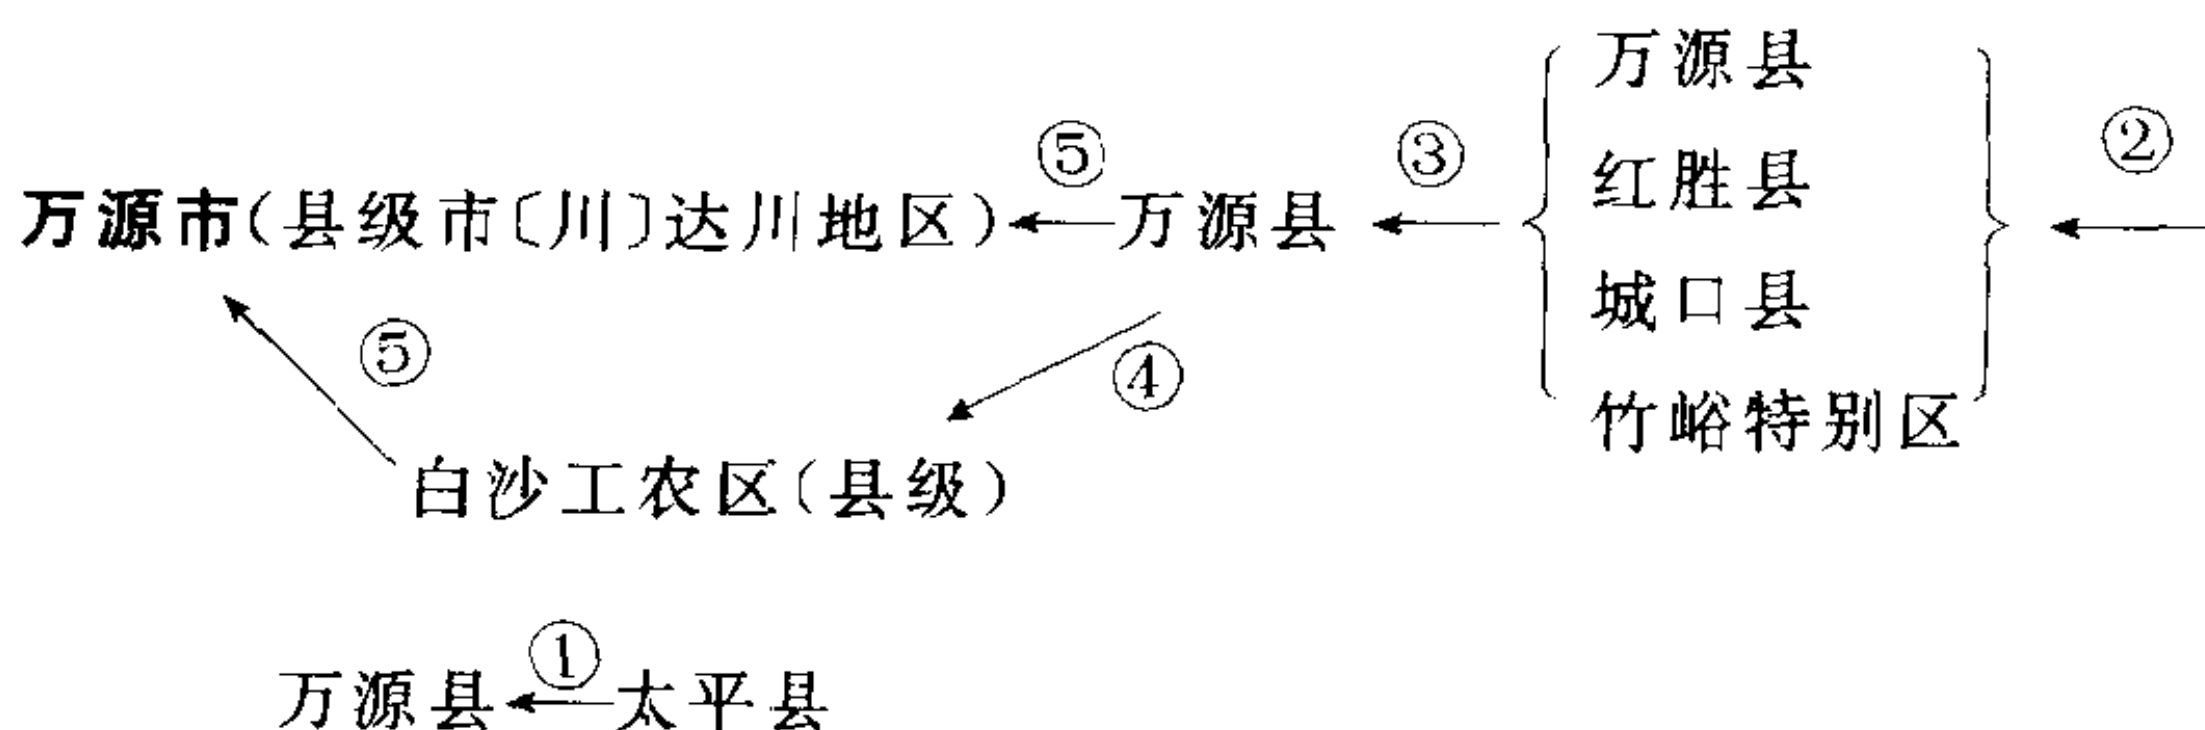 万源县
②
⑤
③
红胜县
万源市(县级市〔川〕达川地区)←万源县←
城口县
⑤
④
竹峪特别区
白沙工农区(县级)
①
万源县←太平县